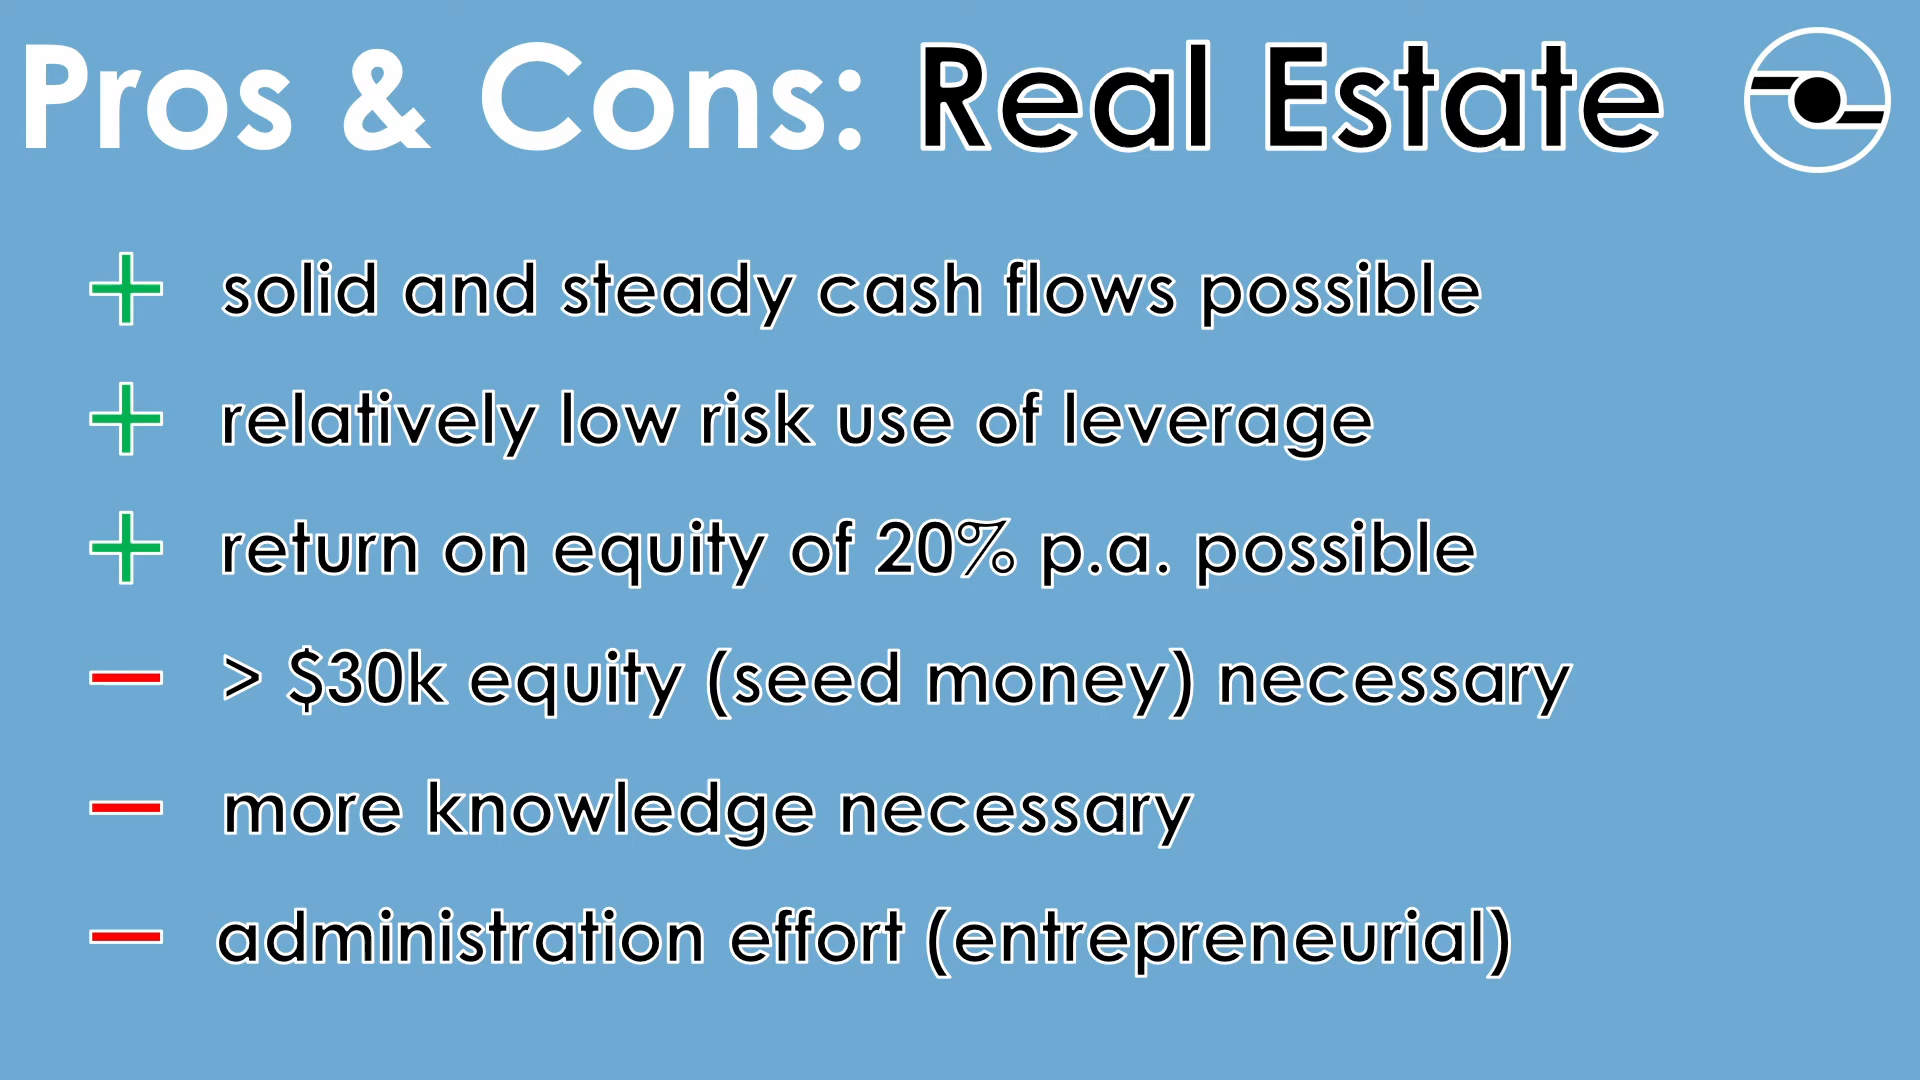 Pros & Cons: Real Estate
+ solid and steady cash flows possible
+ relatively low risk use of leverage
+ return on equity of 20% p.a. possible
− > $30k equity (seed money) necessary
− more knowledge necessary
− administration effort (entrepreneurial)